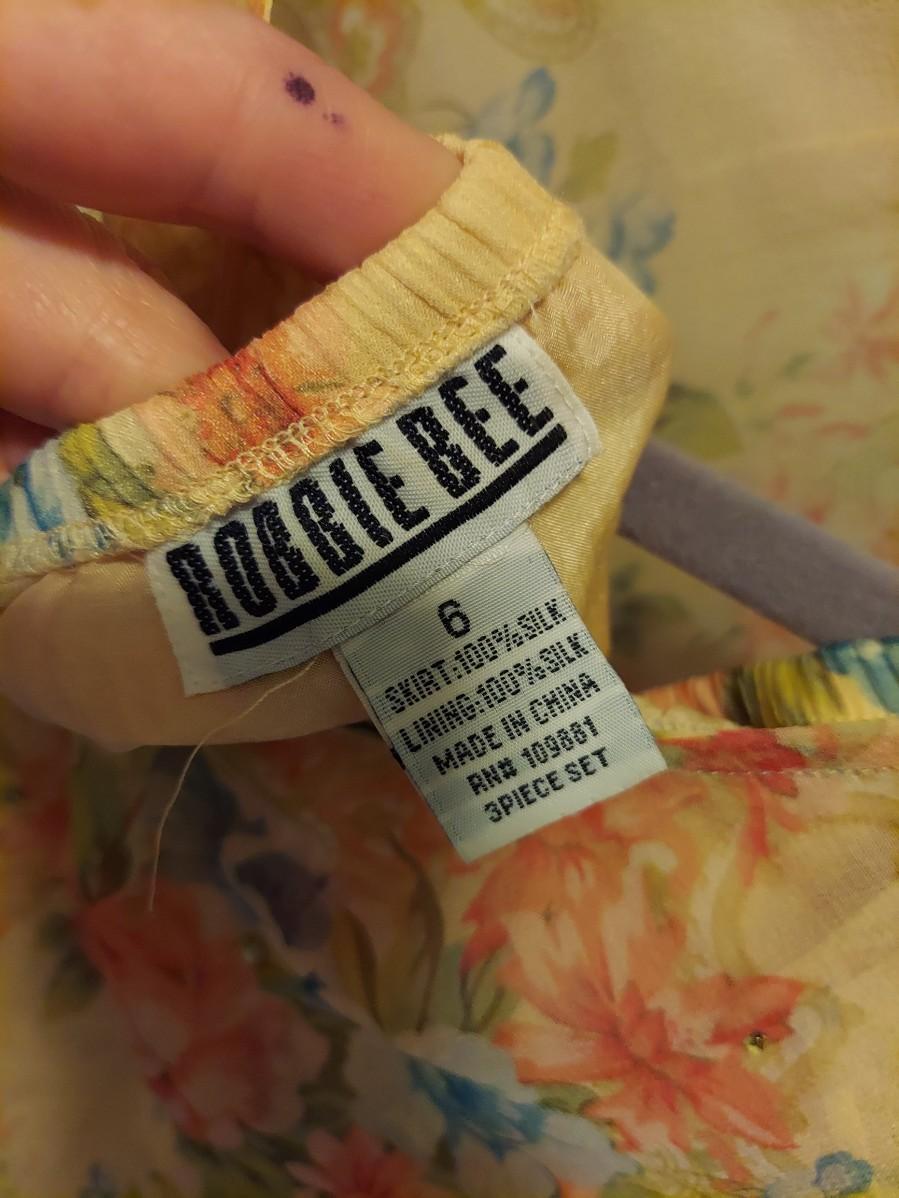 ROBBIE BEE
6
SKIRT:100%SILK
LINING:100%SILK
MADE IN CHINA
RN# 109881
3PIECE SET